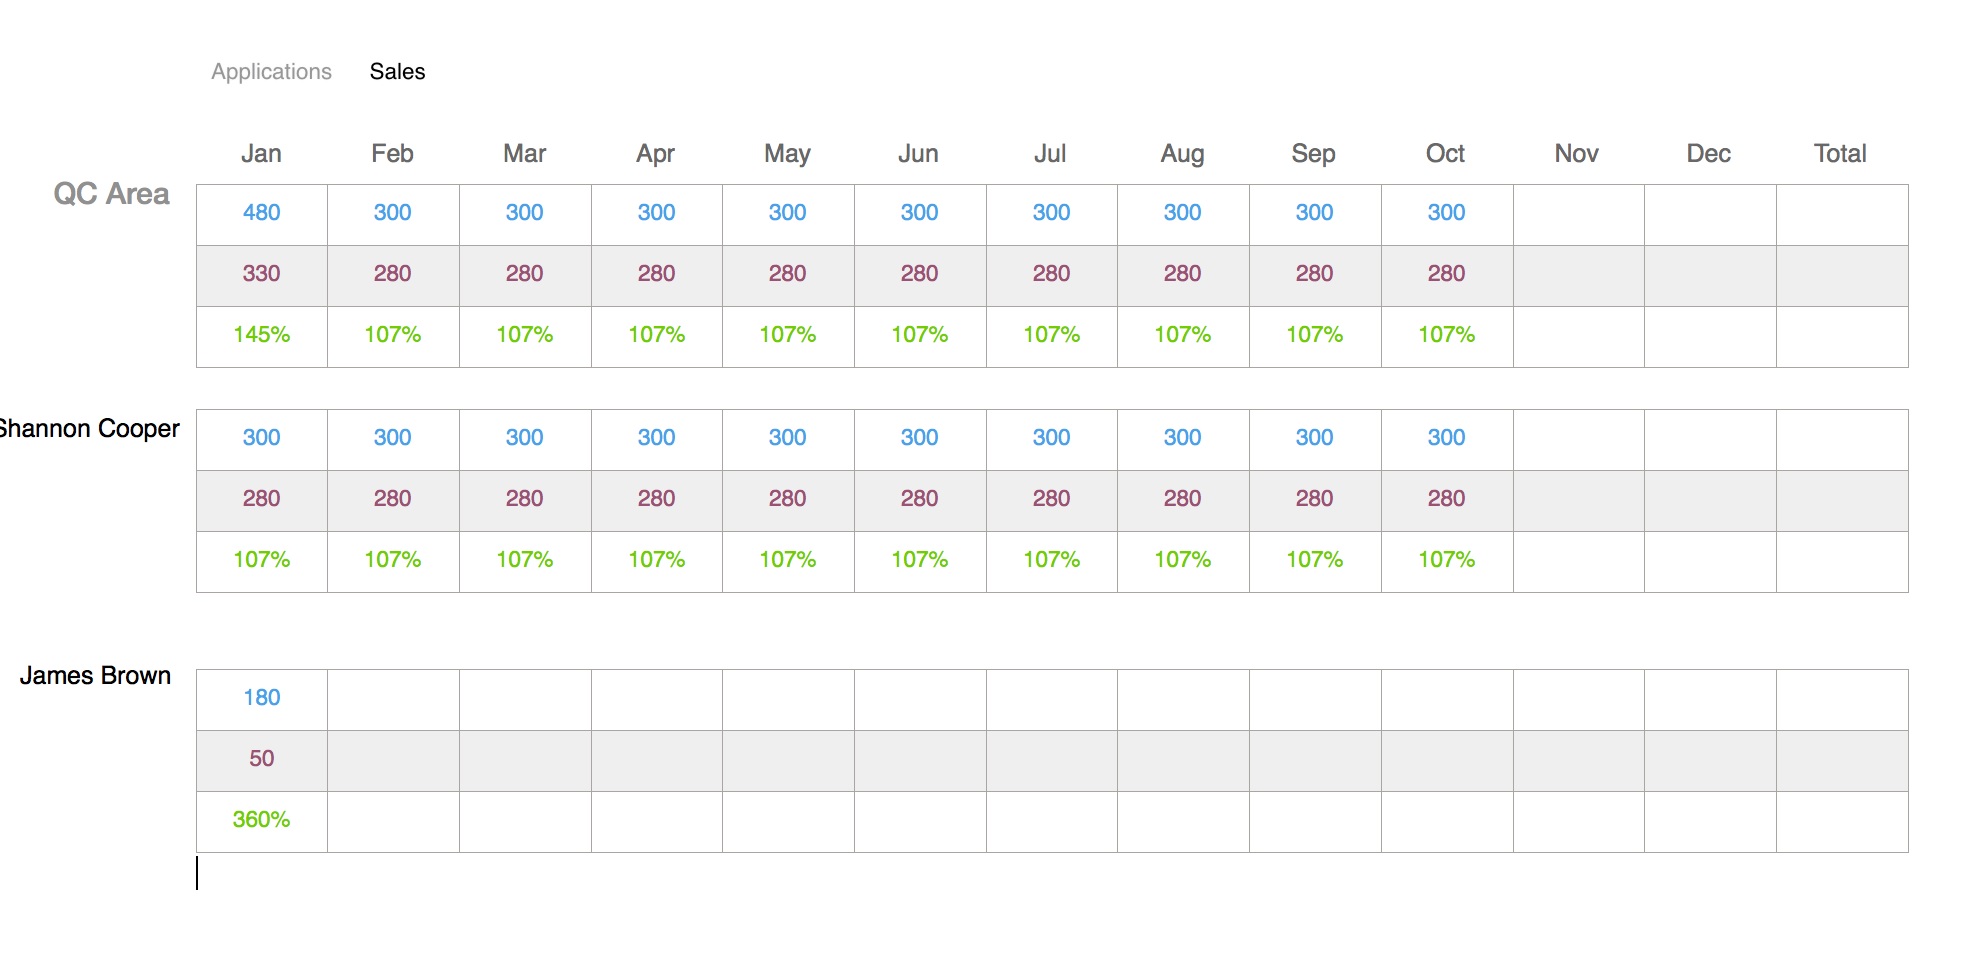 Applications Sales
Jan Feb Mar Apr May Jun Jul Aug Sep Oct Nov Dec Total
QC Area
480 300 300 300 300 300 300 300 300 300
330 280 280 280 280 280 280 280 280 280
145% 107% 107% 107% 107% 107% 107% 107% 107% 107%
Shannon Cooper
300 300 300 300 300 300 300 300 300 300
280 280 280 280 280 280 280 280 280 280
107% 107% 107% 107% 107% 107% 107% 107% 107% 107%
James Brown
180
50
360%